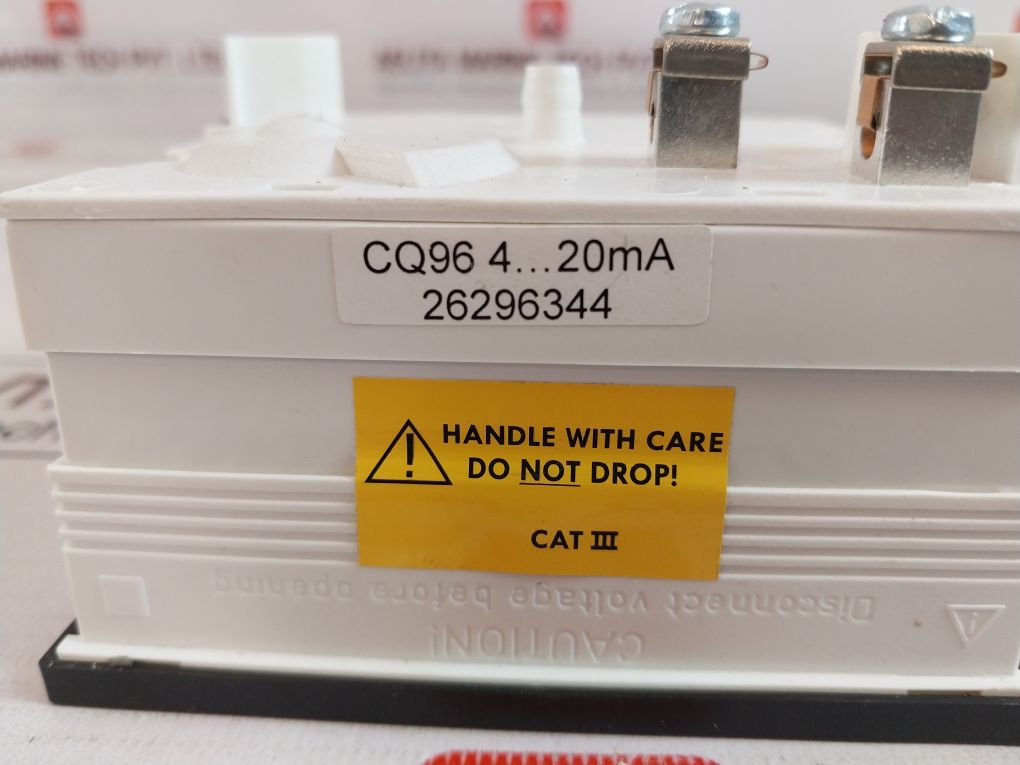 CQ96 4...20mA
26296344
HANDLE WITH CARE
DO NOT DROP!
CAT III
CAUTION!
Disconnect voltage before opening